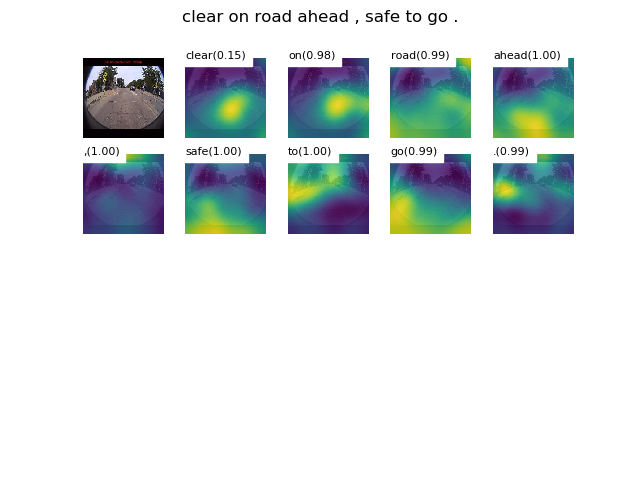 clear on road ahead , safe to go .
clear(0.15) on(0.98) road(0.99) ahead(1.00)
,(1.00) safe(1.00) to(1.00) go(0.99) .(0.99)